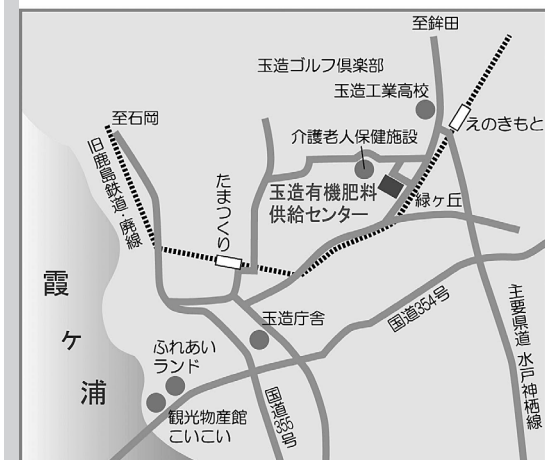 至鉾田
玉造ゴルフ倶楽部
玉造工業高校
至石岡
えのきもと
介護老人保健施設
旧鹿島鉄道・廃線
たまつくり
玉造有機肥料
供給センター
緑ヶ丘
霞ヶ浦
国道354号
主要県道 水戸神栖線
玉造庁舎
ふれあい
ランド
国道355号
観光物産館
こいこい